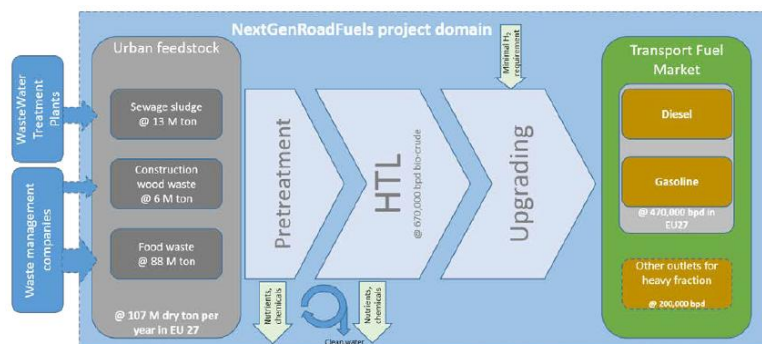 NextGenRoadFuels project domain
WasteWater
Treatment
Plants
Waste management
companies
Urban feedstock
Sewage sludge
@ 13 M ton
Construction
wood waste
@ 6 M ton
Food waste
@ 88 M ton
@ 107 M dry ton per
year in EU 27
Pretreatment
Nutrients,
chemicals
HTL
@ 670,000 bpd bio-crude
Clean water
Nutrients,
chemicals
Minimal H2
requirement
Upgrading
Transport Fuel
Market
Diesel
Gasoline
@ 470,000 bpd in
EU27
Other outlets for
heavy fraction
@ 200,000 bpd